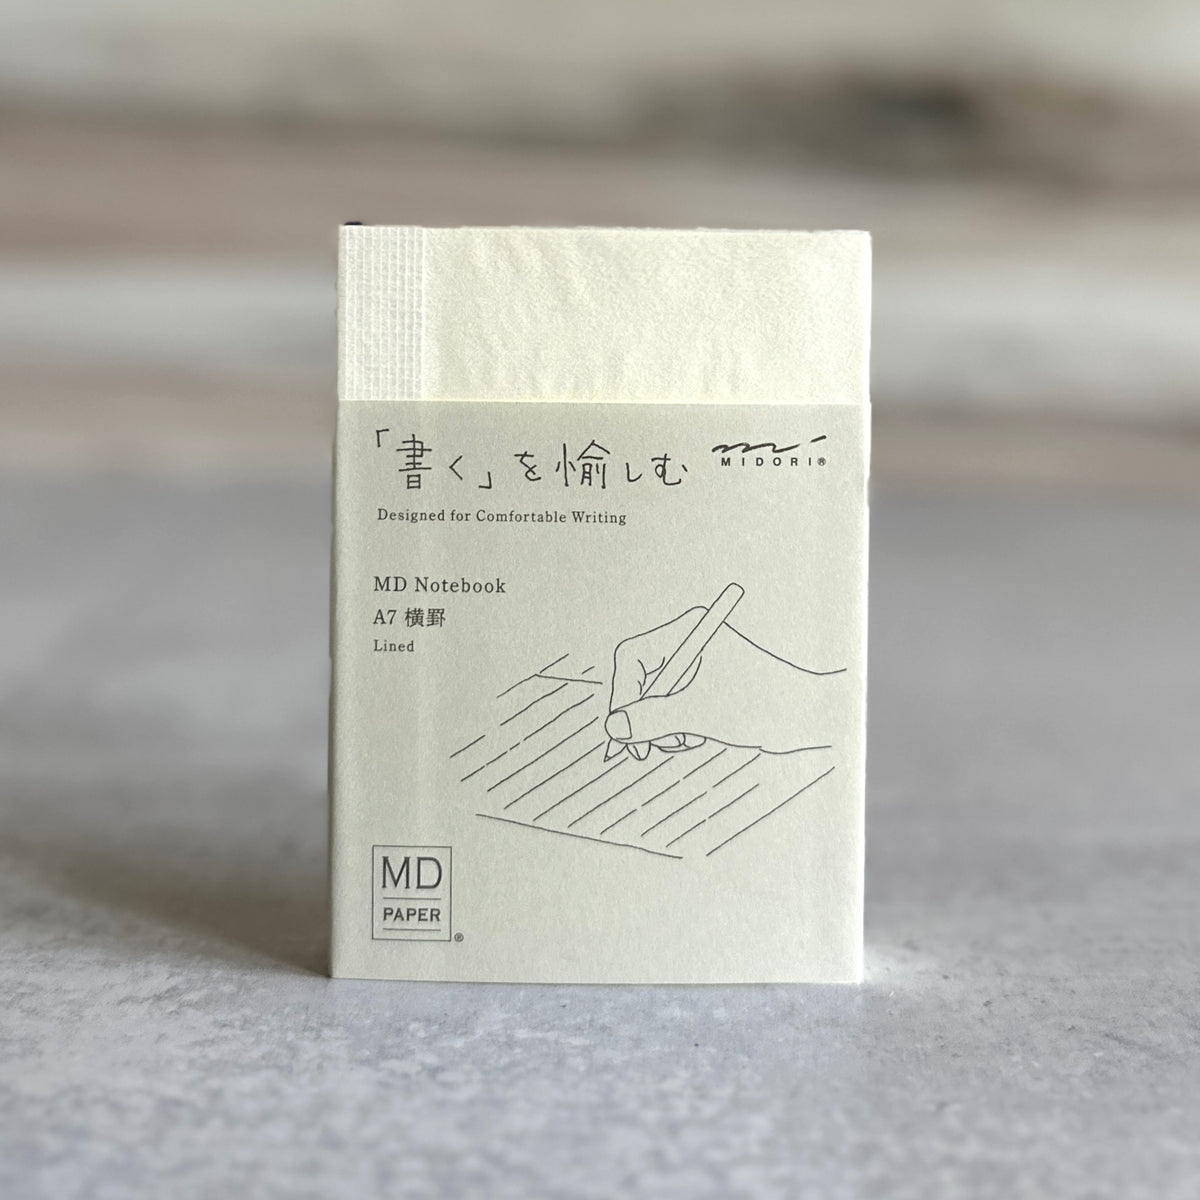 「書く」を愉しむ
MIDORI®
Designed for Comfortable Writing
MD Notebook
A7 横罫
Lined
MD
PAPER
®